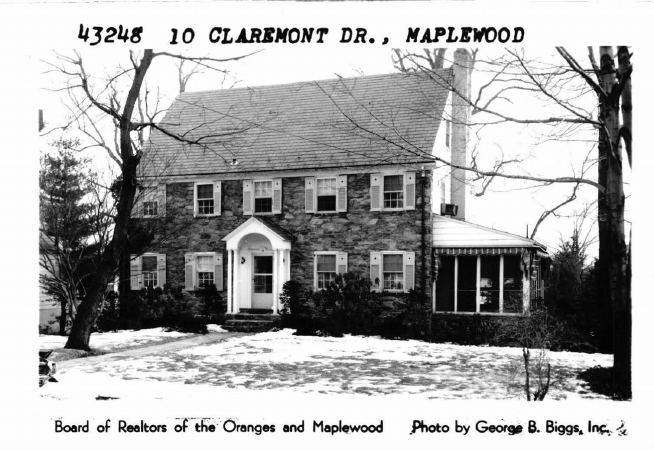 43248 10 CLAREMONT DR., MAPLEWOOD
Board of Realtors of the Oranges and Maplewood Photo by George B. Biggs, Inc.